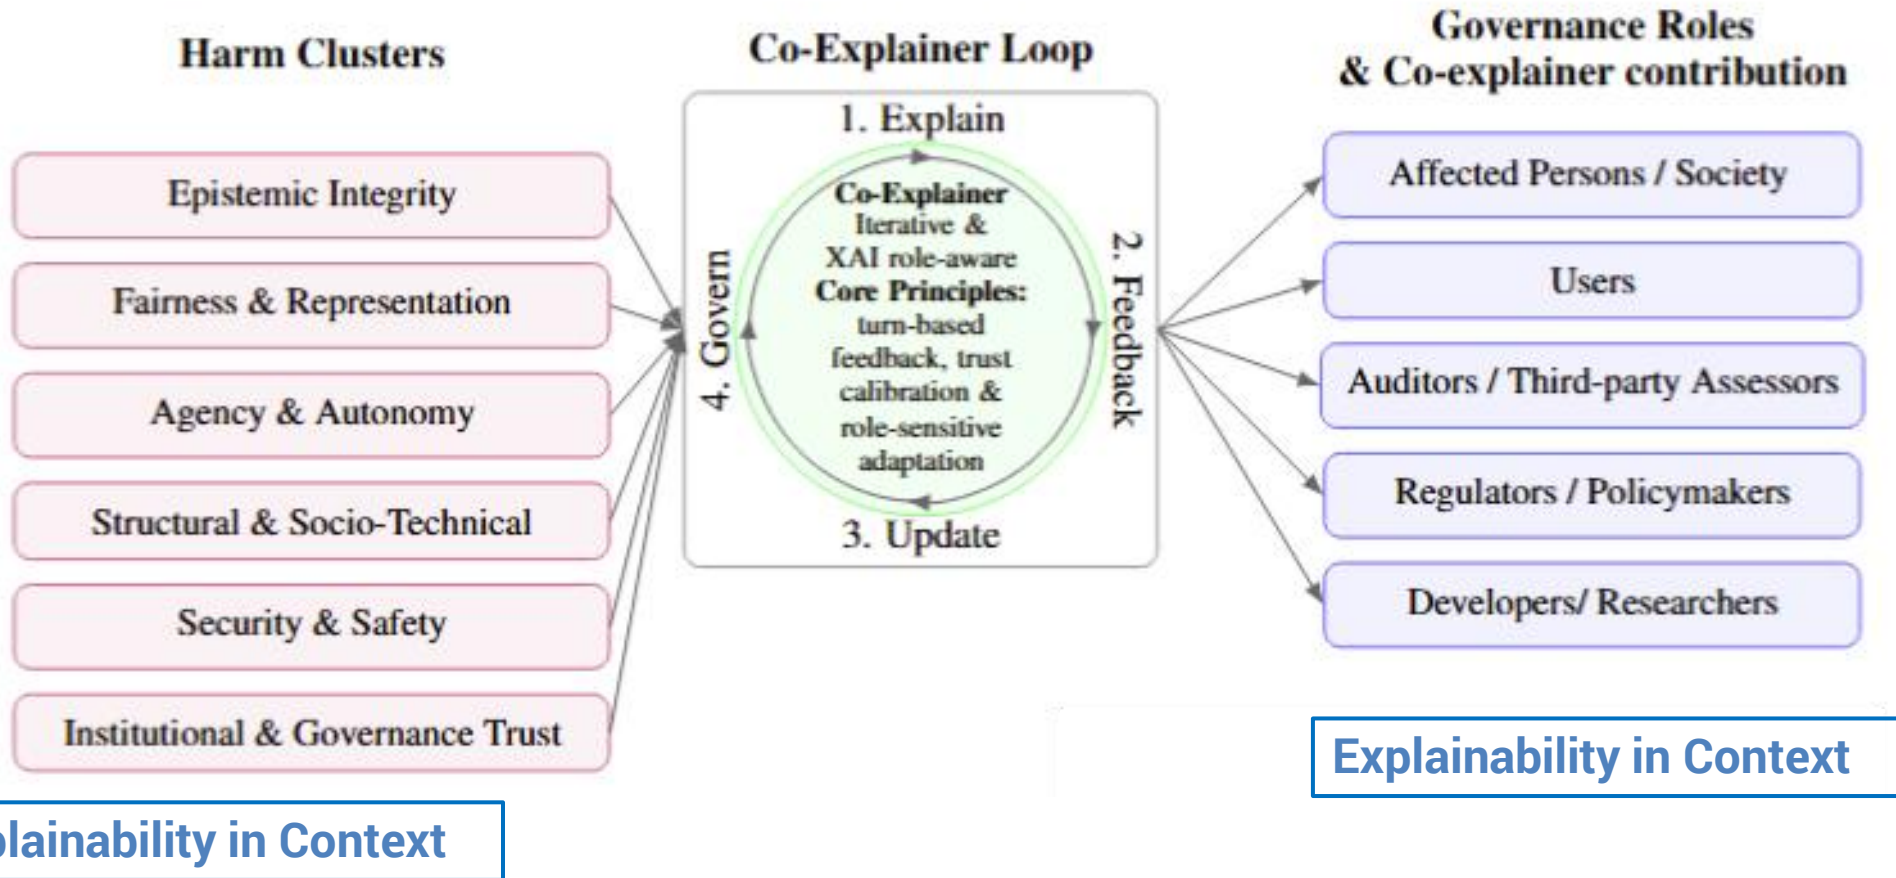 Harm Clusters
Epistemic Integrity
Fairness & Representation
Agency & Autonomy
Structural & Socio-Technical
Security & Safety
Institutional & Governance Trust
Co-Explainer Loop
1. Explain
Co-Explainer
Iterative &
XAI role-aware
Core Principles:
turn-based
feedback, trust
calibration &
role-sensitive
adaptation
2. Feedback
3. Update
4. Govern
Governance Roles
& Co-explainer contribution
Affected Persons / Society
Users
Auditors / Third-party Assessors
Regulators / Policymakers
Developers/ Researchers
Explainability in Context
plainability in Context